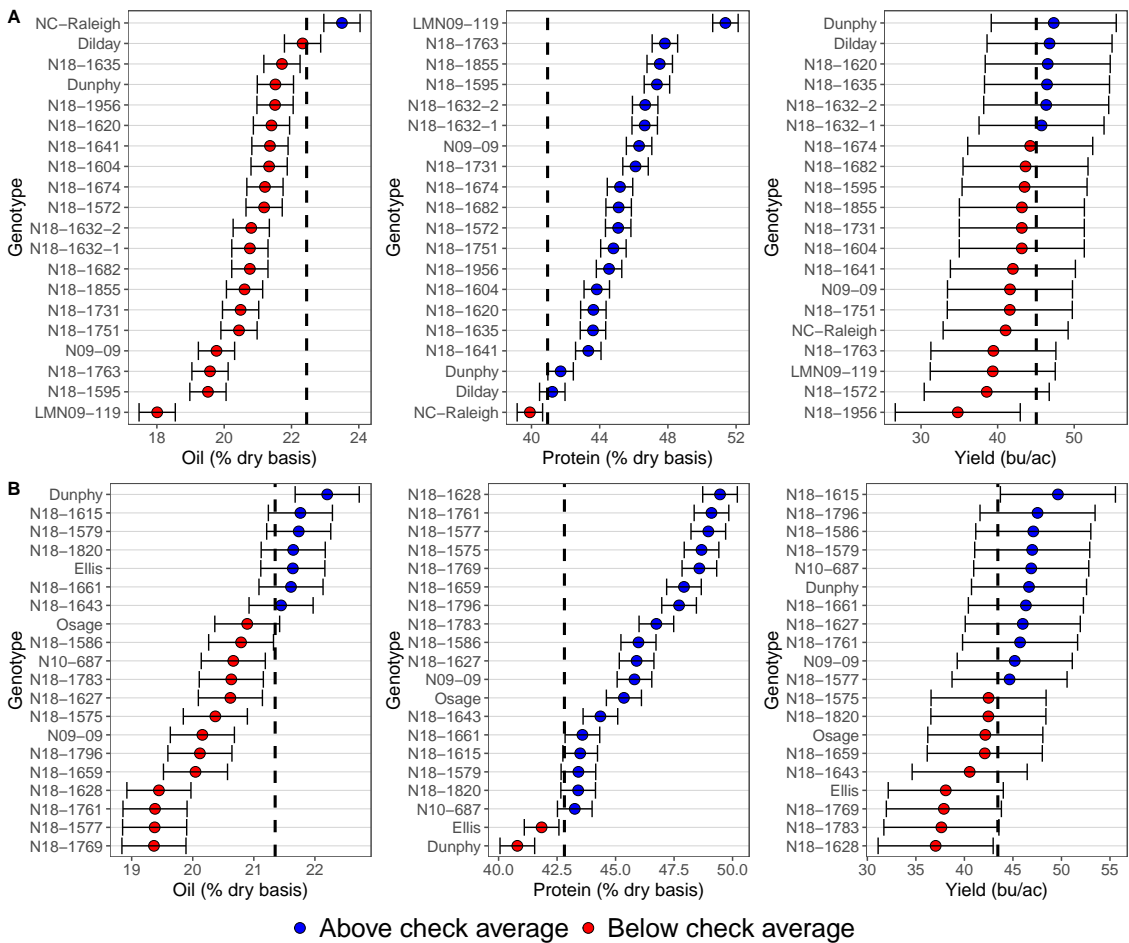 A
Genotype
NC−Raleigh
Dilday
N18−1635
Dunphy
N18−1956
N18−1620
N18−1641
N18−1604
N18−1674
N18−1572
N18−1632−2
N18−1632−1
N18−1682
N18−1855
N18−1731
N18−1751
N09−09
N18−1763
N18−1595
LMN09−119
18 20 22 24
Oil (% dry basis)
Genotype
LMN09−119
N18−1763
N18−1855
N18−1595
N18−1632−2
N18−1632−1
N09−09
N18−1731
N18−1674
N18−1682
N18−1572
N18−1751
N18−1956
N18−1604
N18−1620
N18−1635
N18−1641
Dunphy
Dilday
NC−Raleigh
40 44 48 52
Protein (% dry basis)
Genotype
Dunphy
Dilday
N18−1620
N18−1635
N18−1632−2
N18−1632−1
N18−1674
N18−1682
N18−1595
N18−1855
N18−1731
N18−1604
N18−1641
N09−09
N18−1751
NC−Raleigh
N18−1763
LMN09−119
N18−1572
N18−1956
30 40 50
Yield (bu/ac)
B
Genotype
Dunphy
N18−1615
N18−1579
N18−1820
Ellis
N18−1661
N18−1643
Osage
N18−1586
N10−687
N18−1783
N18−1627
N18−1575
N09−09
N18−1796
N18−1659
N18−1628
N18−1761
N18−1577
N18−1769
19 20 21 22
Oil (% dry basis)
Genotype
N18−1628
N18−1761
N18−1577
N18−1575
N18−1769
N18−1659
N18−1796
N18−1783
N18−1586
N18−1627
N09−09
Osage
N18−1643
N18−1661
N18−1615
N18−1579
N18−1820
N10−687
Ellis
Dunphy
40.0 42.5 45.0 47.5 50.0
Protein (% dry basis)
Genotype
N18−1615
N18−1796
N18−1586
N18−1579
N10−687
Dunphy
N18−1661
N18−1627
N18−1761
N09−09
N18−1577
N18−1575
N18−1820
Osage
N18−1659
N18−1643
Ellis
N18−1769
N18−1783
N18−1628
30 35 40 45 50 55
Yield (bu/ac)
Above check average Below check average